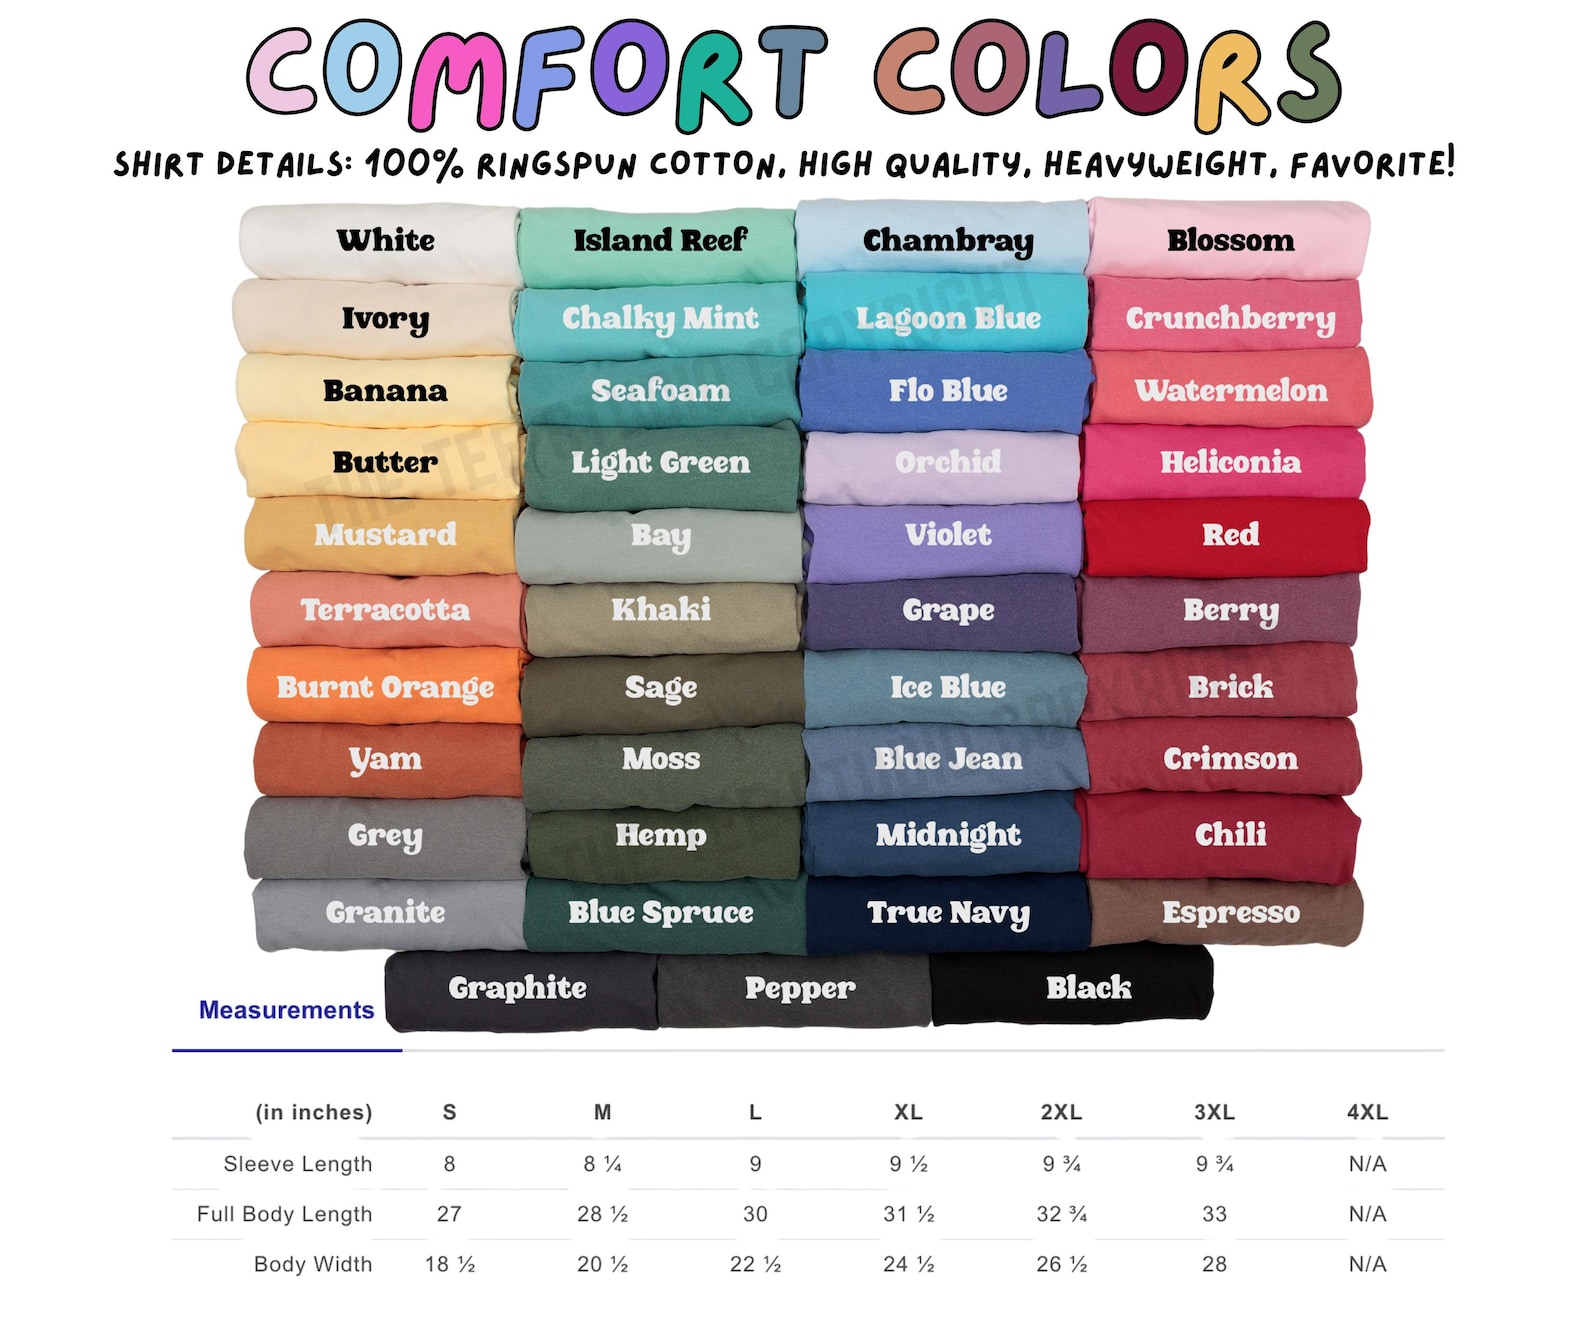 COMFORT COLORS
SHIRT DETAILS: 100% RINGSPUN COTTON, HIGH QUALITY, HEAVYWEIGHT, FAVORITE!
White Island Reef Chambray Blossom
Ivory Chalky Mint Lagoon Blue Crunchberry
Banana Seafoam Flo Blue Watermelon
Butter Light Green Orchid Heliconia
Mustard Bay Violet Red
Terracotta Khaki Grape Berry
Burnt Orange Sage Ice Blue Brick
Yam Moss Blue Jean Crimson
Grey Hemp Midnight Chili
Granite Blue Spruce True Navy Espresso
Graphite Pepper Black
Measurements
(in inches) S M L XL 2XL 3XL 4XL
Sleeve Length 8 8 ¼ 9 9 ½ 9 ¾ 9 ¾ N/A
Full Body Length 27 28 ½ 30 31 ½ 32 ¾ 33 N/A
Body Width 18 ½ 20 ½ 22 ½ 24 ½ 26 ½ 28 N/A